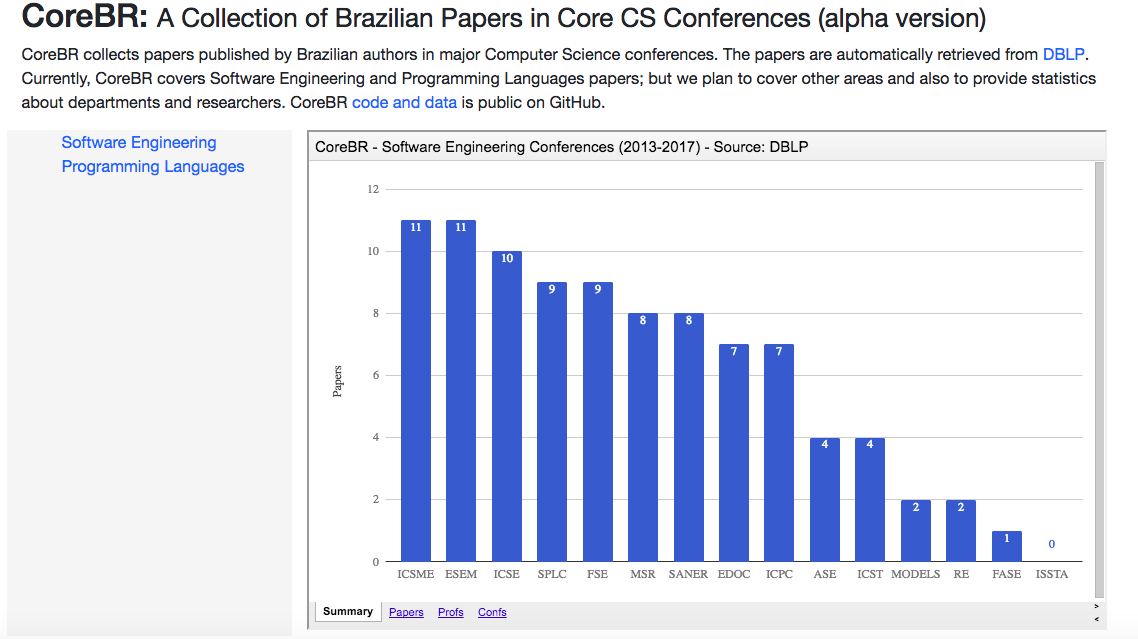 CoreBR: A Collection of Brazilian Papers in Core CS Conferences (alpha version)
CoreBR collects papers published by Brazilian authors in major Computer Science conferences. The papers are automatically retrieved from DBLP.
Currently, CoreBR covers Software Engineering and Programming Languages papers; but we plan to cover other areas and also to provide statistics
about departments and researchers. CoreBR code and data is public on GitHub.
Software Engineering
Programming Languages
CoreBR - Software Engineering Conferences (2013-2017) - Source: DBLP
Papers
12
10
8
6
4
2
0
11 11 10 9 9 8 8 7 7 4 4 2 2 1 0
ICSME ESEM ICSE SPLC FSE MSR SANER EDOC ICPC ASE ICST MODELS RE FASE ISSTA
Summary Papers Profs Confs